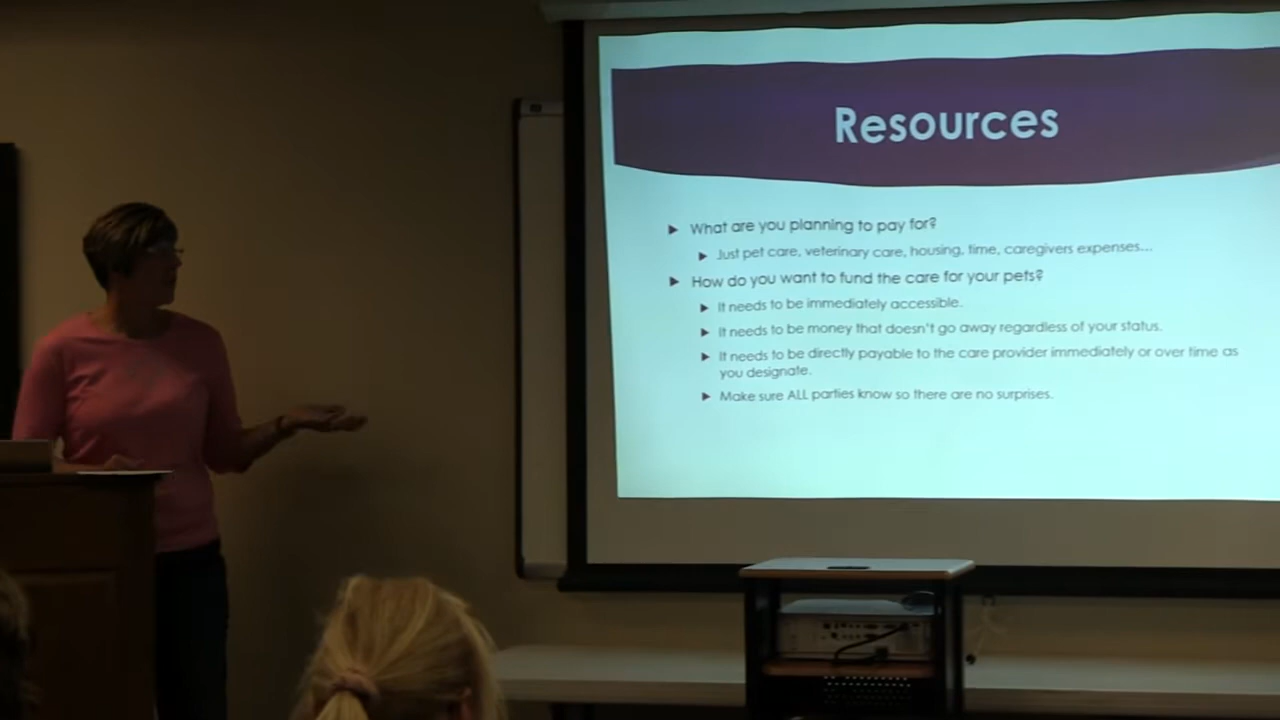 Resources
What are you planning to pay for?
Just pet care, veterinary care, housing, time, caregivers expenses...
How do you want to fund the care for your pets?
It needs to be immediately accessible.
It needs to be money that doesn't go away regardless of your status.
It needs to be directly payable to the care provider immediately or over time as
you designate.
Make sure ALL parties know so there are no surprises.